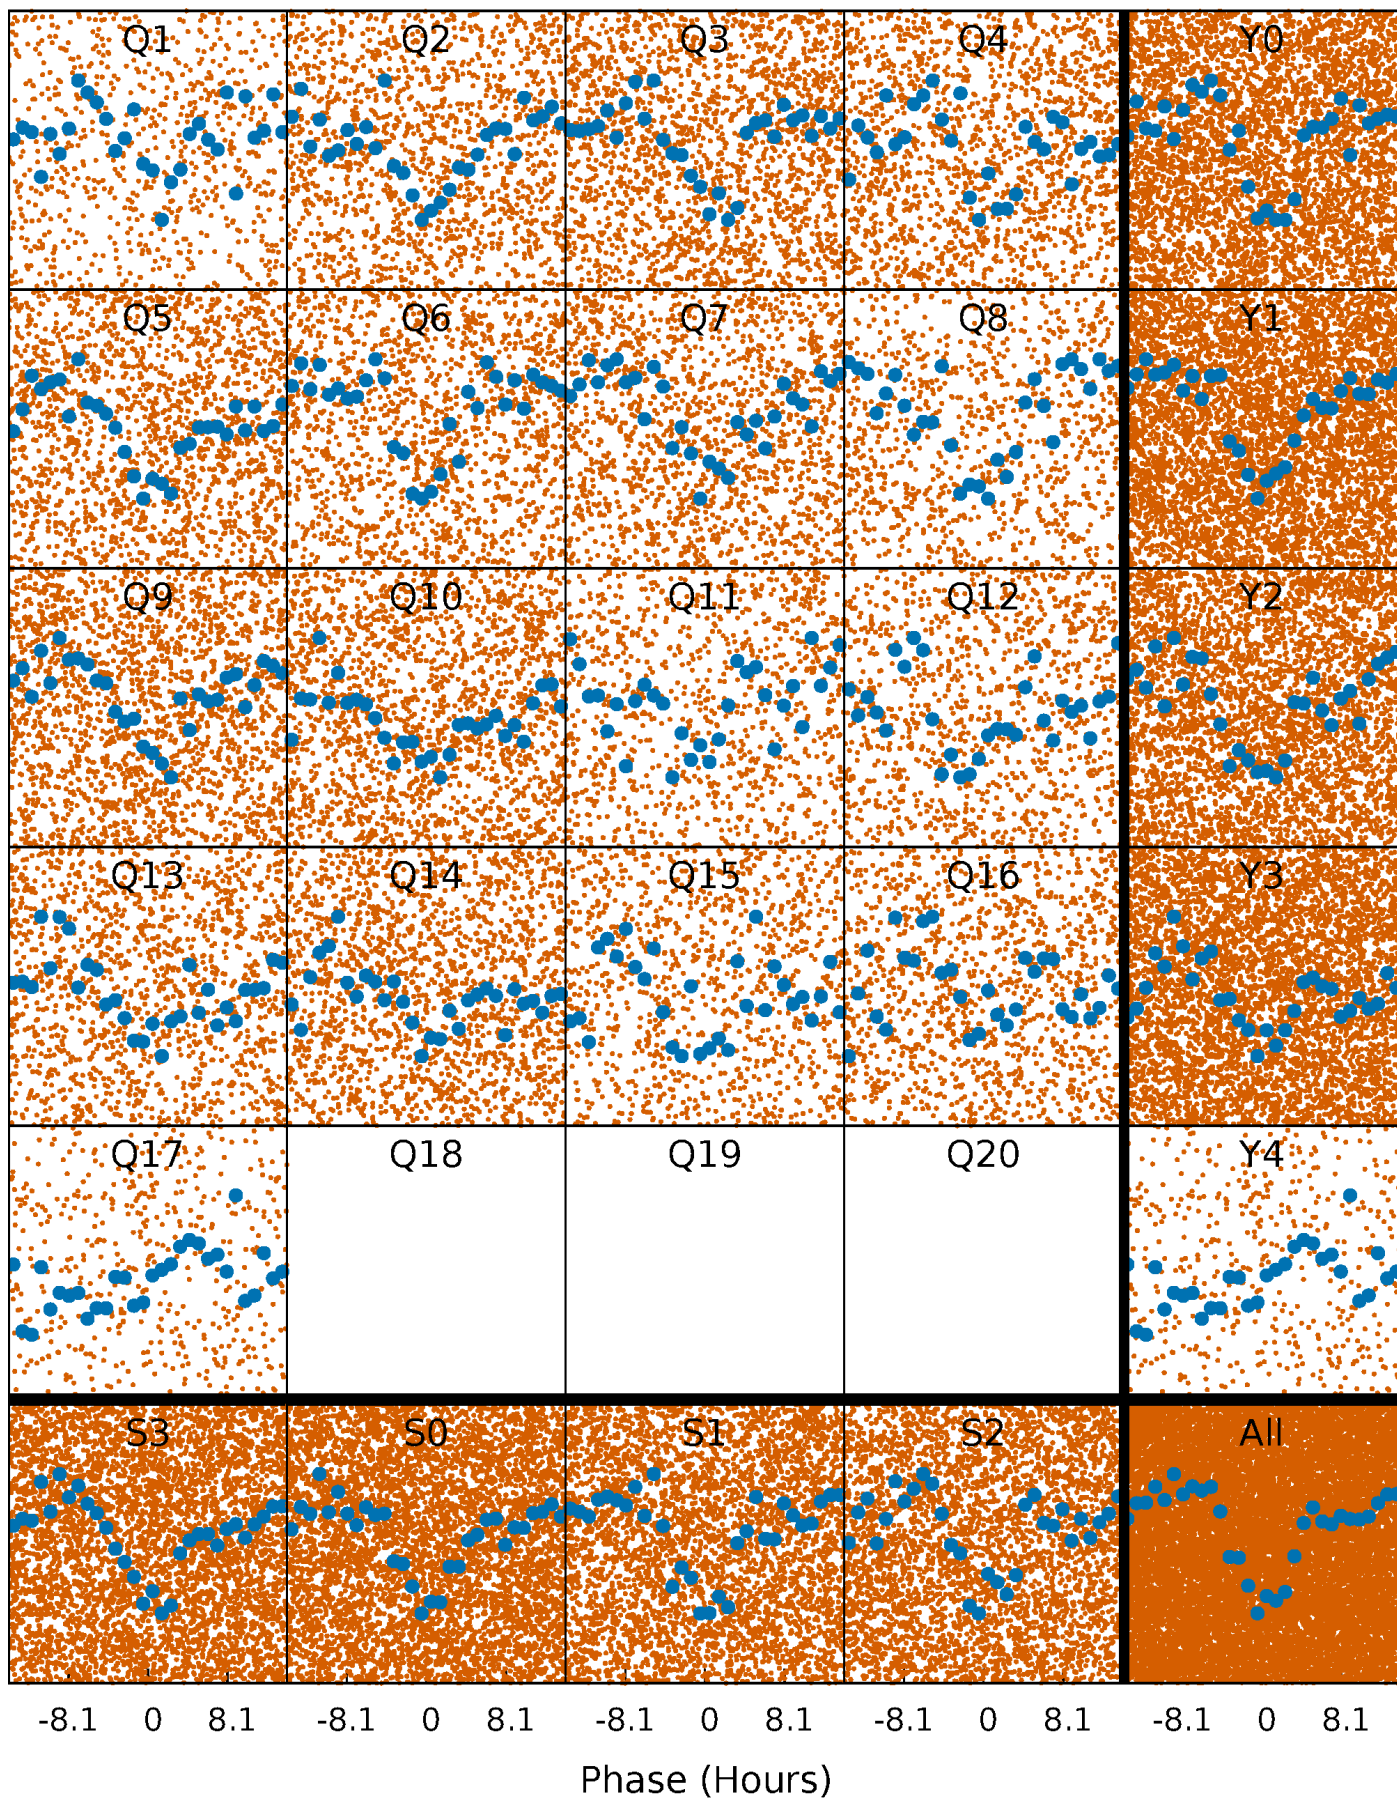 Q1 Q2 Q3 Q4 Y0
Q5 Q6 Q7 Q8 Y1
Q9 Q10 Q11 Q12 Y2
Q13 Q14 Q15 Q16 Y3
Q17 Q18 Q19 Q20 Y4
S3 S0 S1 S2 All
-8.1 0 8.1 -8.1 0 8.1 -8.1 0 8.1 -8.1 0 8.1 -8.1 0 8.1
Phase (Hours)